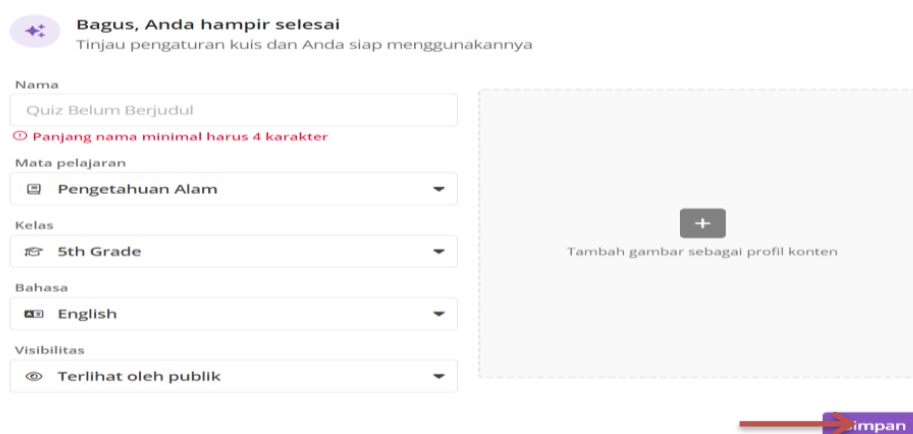 Bagus, Anda hampir selesai
Tinjau pengaturan kuis dan Anda siap menggunakannya
Nama
Quiz Belum Berjudul
Panjang nama minimal harus 4 karakter
Mata pelajaran
Pengetahuan Alam
Kelas
5th Grade
Bahasa
English
Visibilitas
Terlihat oleh publik
Tambah gambar sebagai profil konten